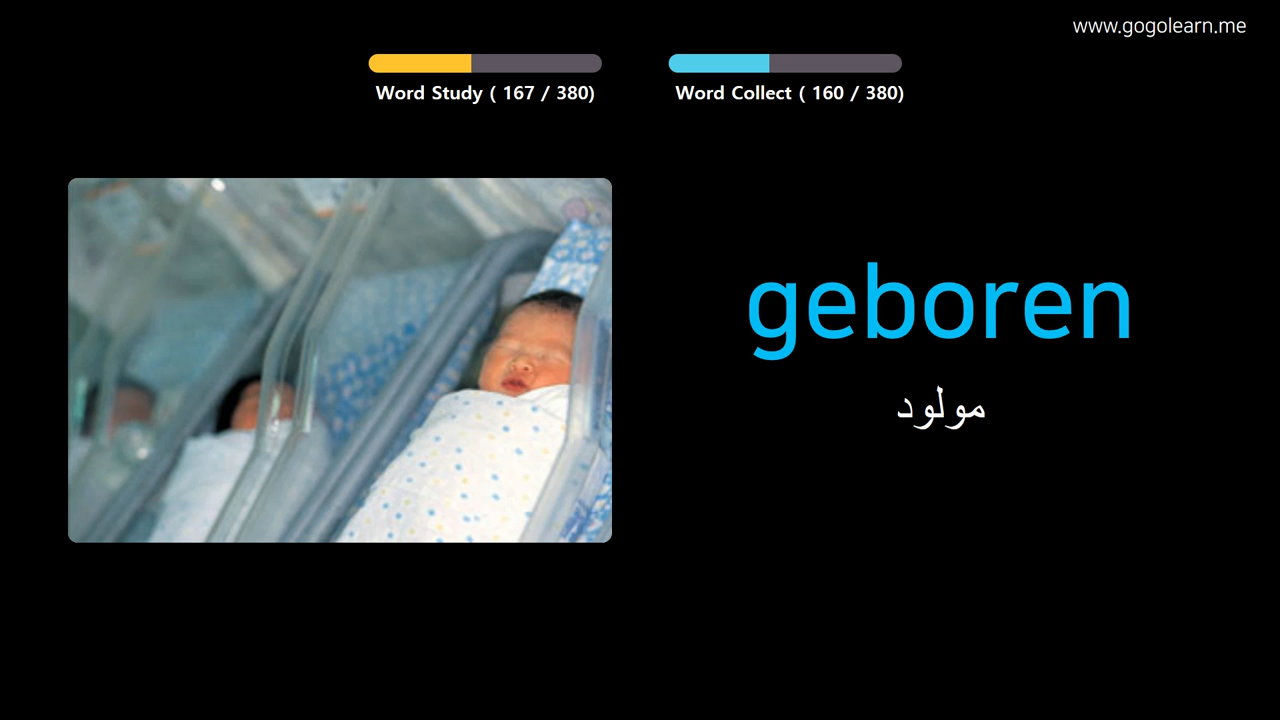 www.gogolearn.me
Word Study ( 167 / 380)
Word Collect ( 160 / 380)
geboren
مولود